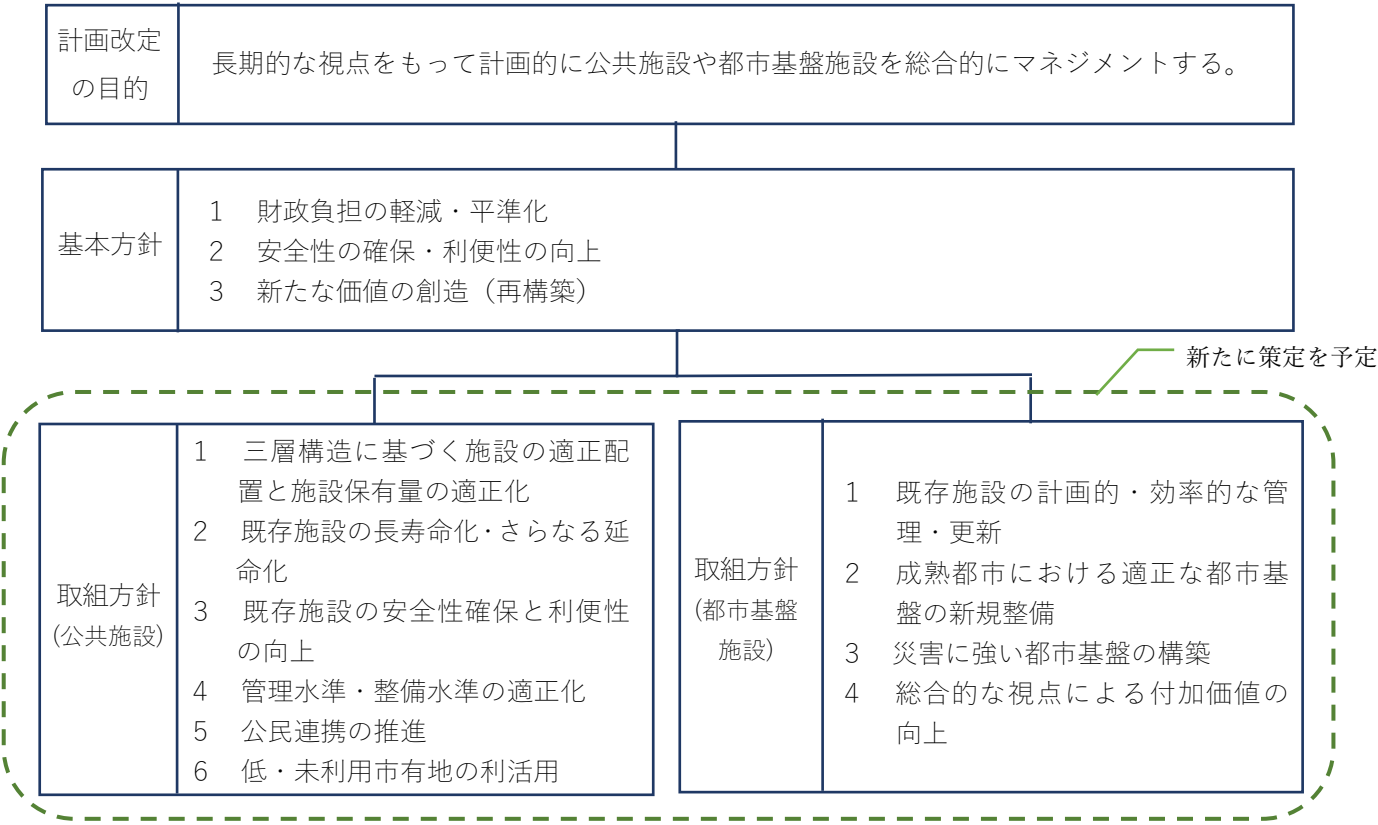 計画改定
の目的
長期的な視点をもって計画的に公共施設や都市基盤施設を総合的にマネジメントする。
基本方針
1 財政負担の軽減・平準化
2 安全性の確保・利便性の向上
3 新たな価値の創造（再構築）
新たに策定を予定
取組方針
(公共施設)
1 三層構造に基づく施設の適正配
置と施設保有量の適正化
2 既存施設の長寿命化・さらなる延
命化
3 既存施設の安全性確保と利便性
の向上
4 管理水準・整備水準の適正化
5 公民連携の推進
6 低・未利用市有地の利活用
取組方針
(都市基盤
施設)
1 既存施設の計画的・効率的な管
理・更新
2 成熟都市における適正な都市基
盤の新規整備
3 災害に強い都市基盤の構築
4 総合的な視点による付加価値の
向上